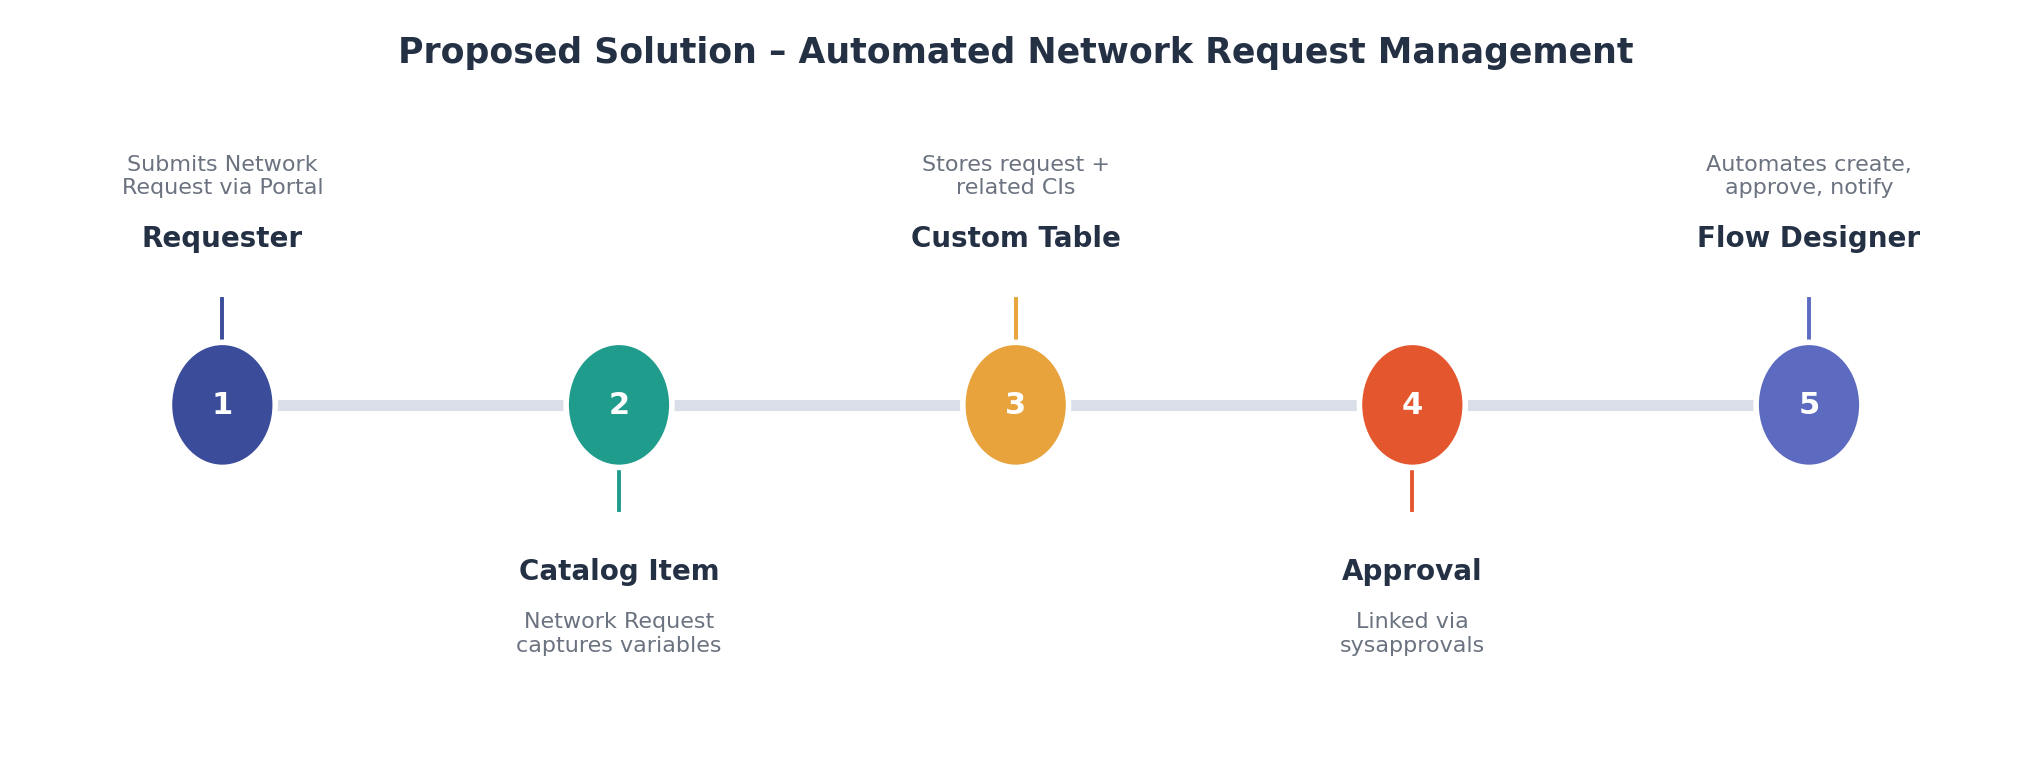 Proposed Solution – Automated Network Request Management
Submits Network
Request via Portal
Requester
1
2
Catalog Item
Network Request
captures variables
Stores request +
related CIs
Custom Table
3
4
Approval
Linked via
sysapprovals
Automates create,
approve, notify
Flow Designer
5